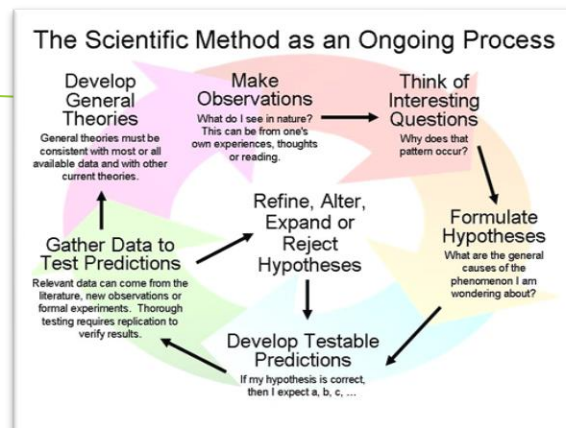 The Scientific Method as an Ongoing Process
Make
Observations
What do I see in nature?
This can be from one's
own experiences, thoughts
or reading.
Think of
Interesting
Questions
Why does that
pattern occur?
Formulate
Hypotheses
What are the general
causes of the
phenomenon I am
wondering about?
Develop Testable
Predictions
If my hypothesis is correct,
then I expect a, b, c, ...
Gather Data to
Test Predictions
Relevant data can come from the
literature, new observations or
formal experiments. Thorough
testing requires replication to
verify results.
Refine, Alter,
Expand or
Reject
Hypotheses
Develop
General
Theories
General theories must be
consistent with most or all
available data and with other
current theories.